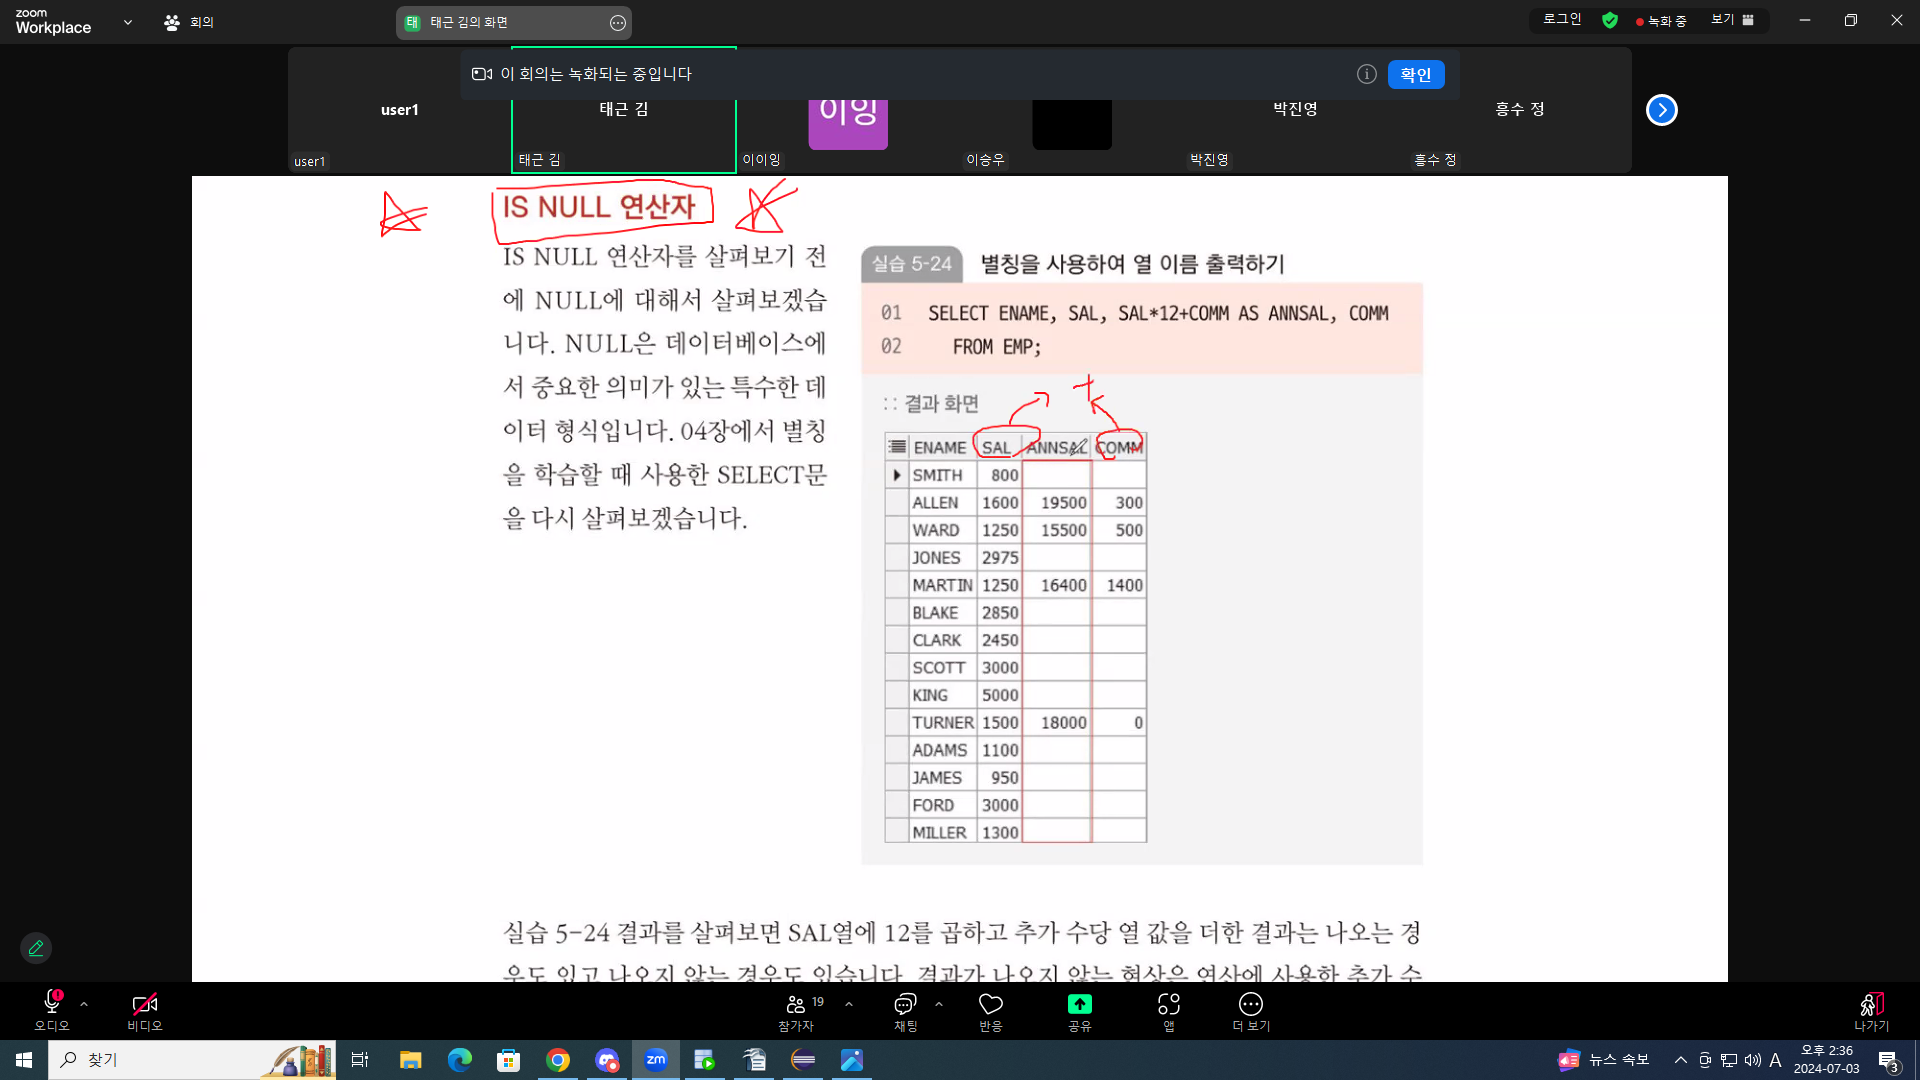 zoom
Workplace
회의
태 태근 김의 화면
로그인
녹화 중
보기
이 회의는 녹화되는 중입니다
확인
user1
태근 김
이잉
박진영
흥수 정
user1
태근 김
이이잉
이승우
박진영
흥수 정
IS NULL 연산자
IS NULL 연산자를 살펴보기 전
에 NULL에 대해서 살펴보겠습
니다. NULL은 데이터베이스에
서 중요한 의미가 있는 특수한 데
이터 형식입니다. 04장에서 별칭
을 학습할 때 사용한 SELECT문
을 다시 살펴보겠습니다.
실습 5-24 별칭을 사용하여 열 이름 출력하기
01 SELECT ENAME, SAL, SAL*12+COMM AS ANNSAL, COMM
02 FROM EMP;
:: 결과 화면
+
ENAME SAL ANNSAL COMM
SMITH 800
ALLEN 1600 19500 300
WARD 1250 15500 500
JONES 2975
MARTIN 1250 16400 1400
BLAKE 2850
CLARK 2450
SCOTT 3000
KING 5000
TURNER 1500 18000 0
ADAMS 1100
JAMES 950
FORD 3000
MILLER 1300
실습 5-24 결과를 살펴보면 SAL열에 12를 곱하고 추가 수당 열 값을 더한 결과는 나오는 경
우도 있고 나오지 않는 경우도 있습니다. 결과가 나오지 않는 현상은 연산에 사용한 추가 수
오디오
비디오
참가자 19
채팅
반응
공유
앱
더 보기
나가기
찾기
zm
뉴스 속보
A
오후 2:36
2024-07-03
3